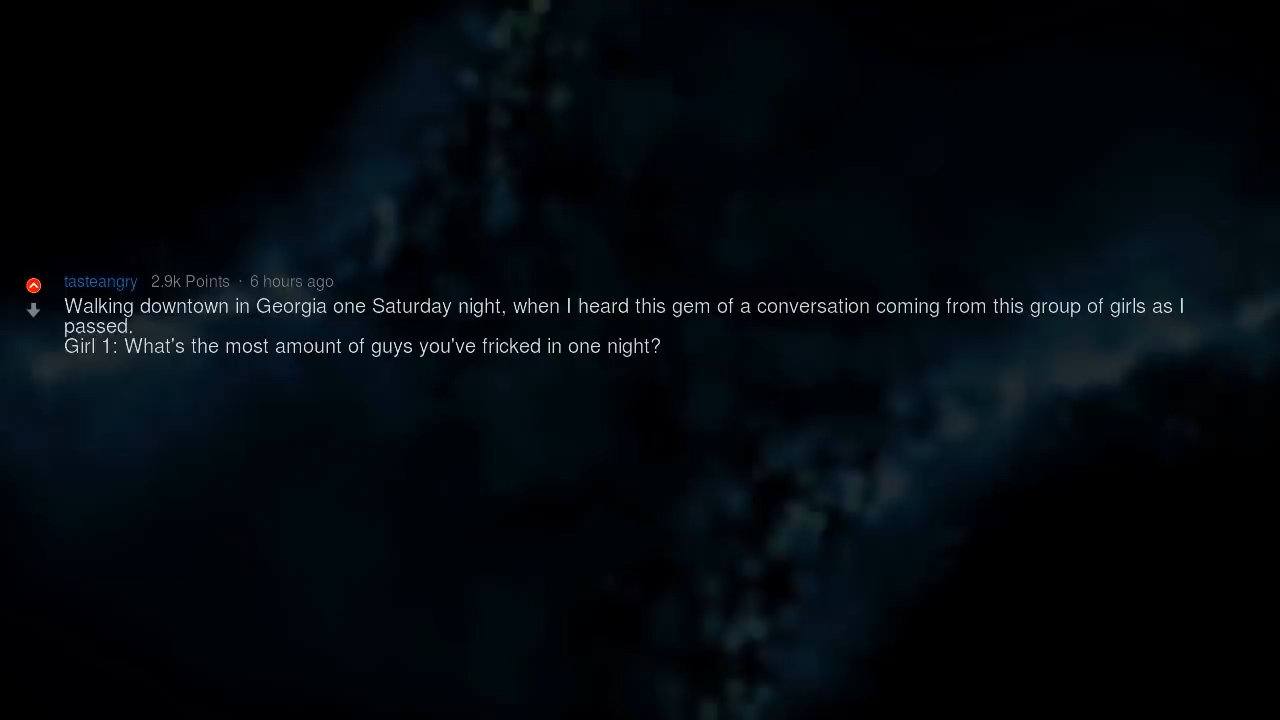 tasteangry 2.9k Points · 6 hours ago
Walking downtown in Georgia one Saturday night, when I heard this gem of a conversation coming from this group of girls as I
passed.
Girl 1: What's the most amount of guys you've fricked in one night?